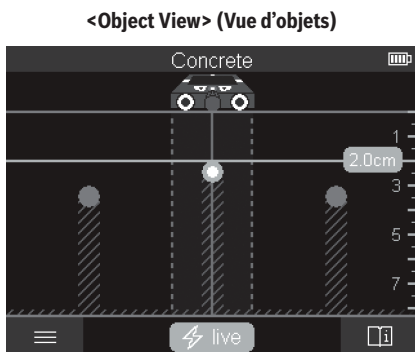 <Object View> (Vue d’objets)
Concrete
1
2.0cm
3
5
7
live